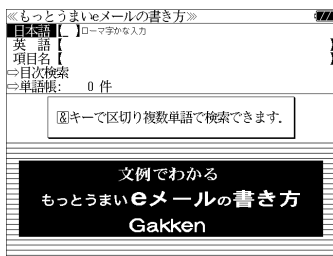 ≪もっとうまいeメールの書き方≫
日本語【_ 】ローマ字かな入力
英 語【 】
項目名【 】
⇨目次検索
⇨単語帳: 0 件
&キーで区切り複数単語で検索できます.
文例でわかる
もっとうまいeメールの書き方
Gakken